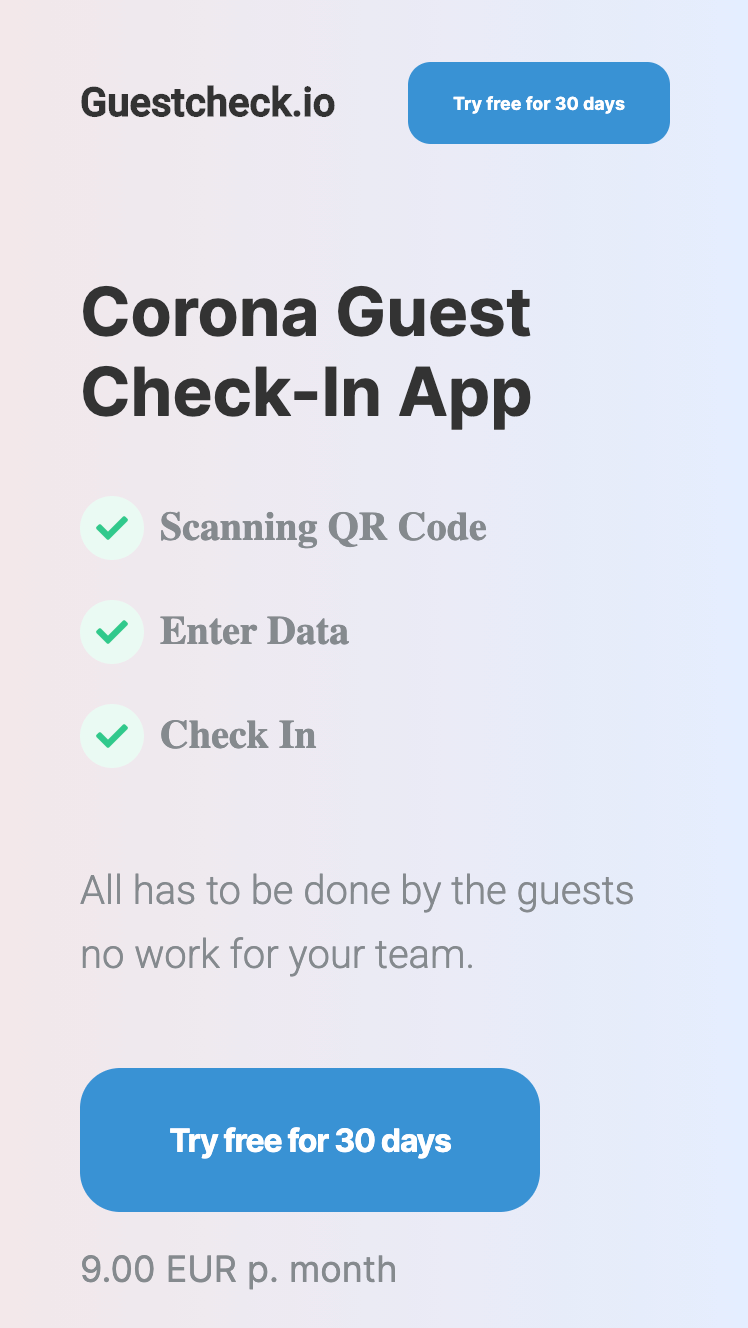 Guestcheck.io
Try free for 30 days
Corona Guest
Check-In App
Scanning QR Code
Enter Data
Check In
All has to be done by the guests
no work for your team.
Try free for 30 days
9.00 EUR p. month